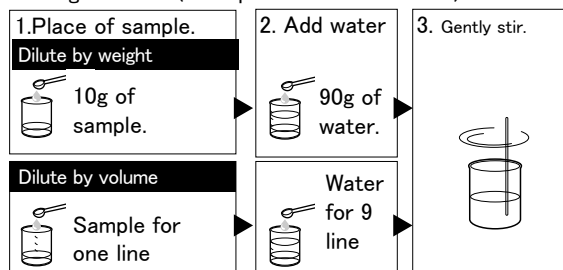 1.Place of sample.
Dilute by weight
10g of
sample.
2. Add water
90g of
water.
3. Gently stir.
Dilute by volume
Sample for
one line
Water
for 9
line